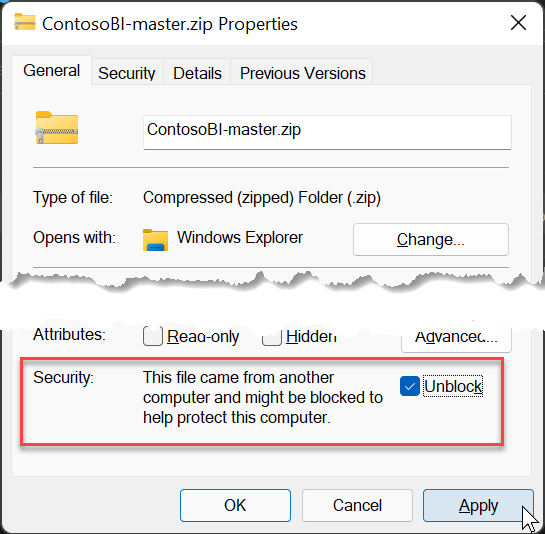 ContosoBI-master.zip Properties
General Security Details Previous Versions
ContosoBI-master.zip
Type of file: Compressed (zipped) Folder (.zip)
Opens with: Windows Explorer Change...
Attributes: Read-only Hidden Advanced...
Security: This file came from another
computer and might be blocked to
help protect this computer.
Unblock
OK Cancel Apply